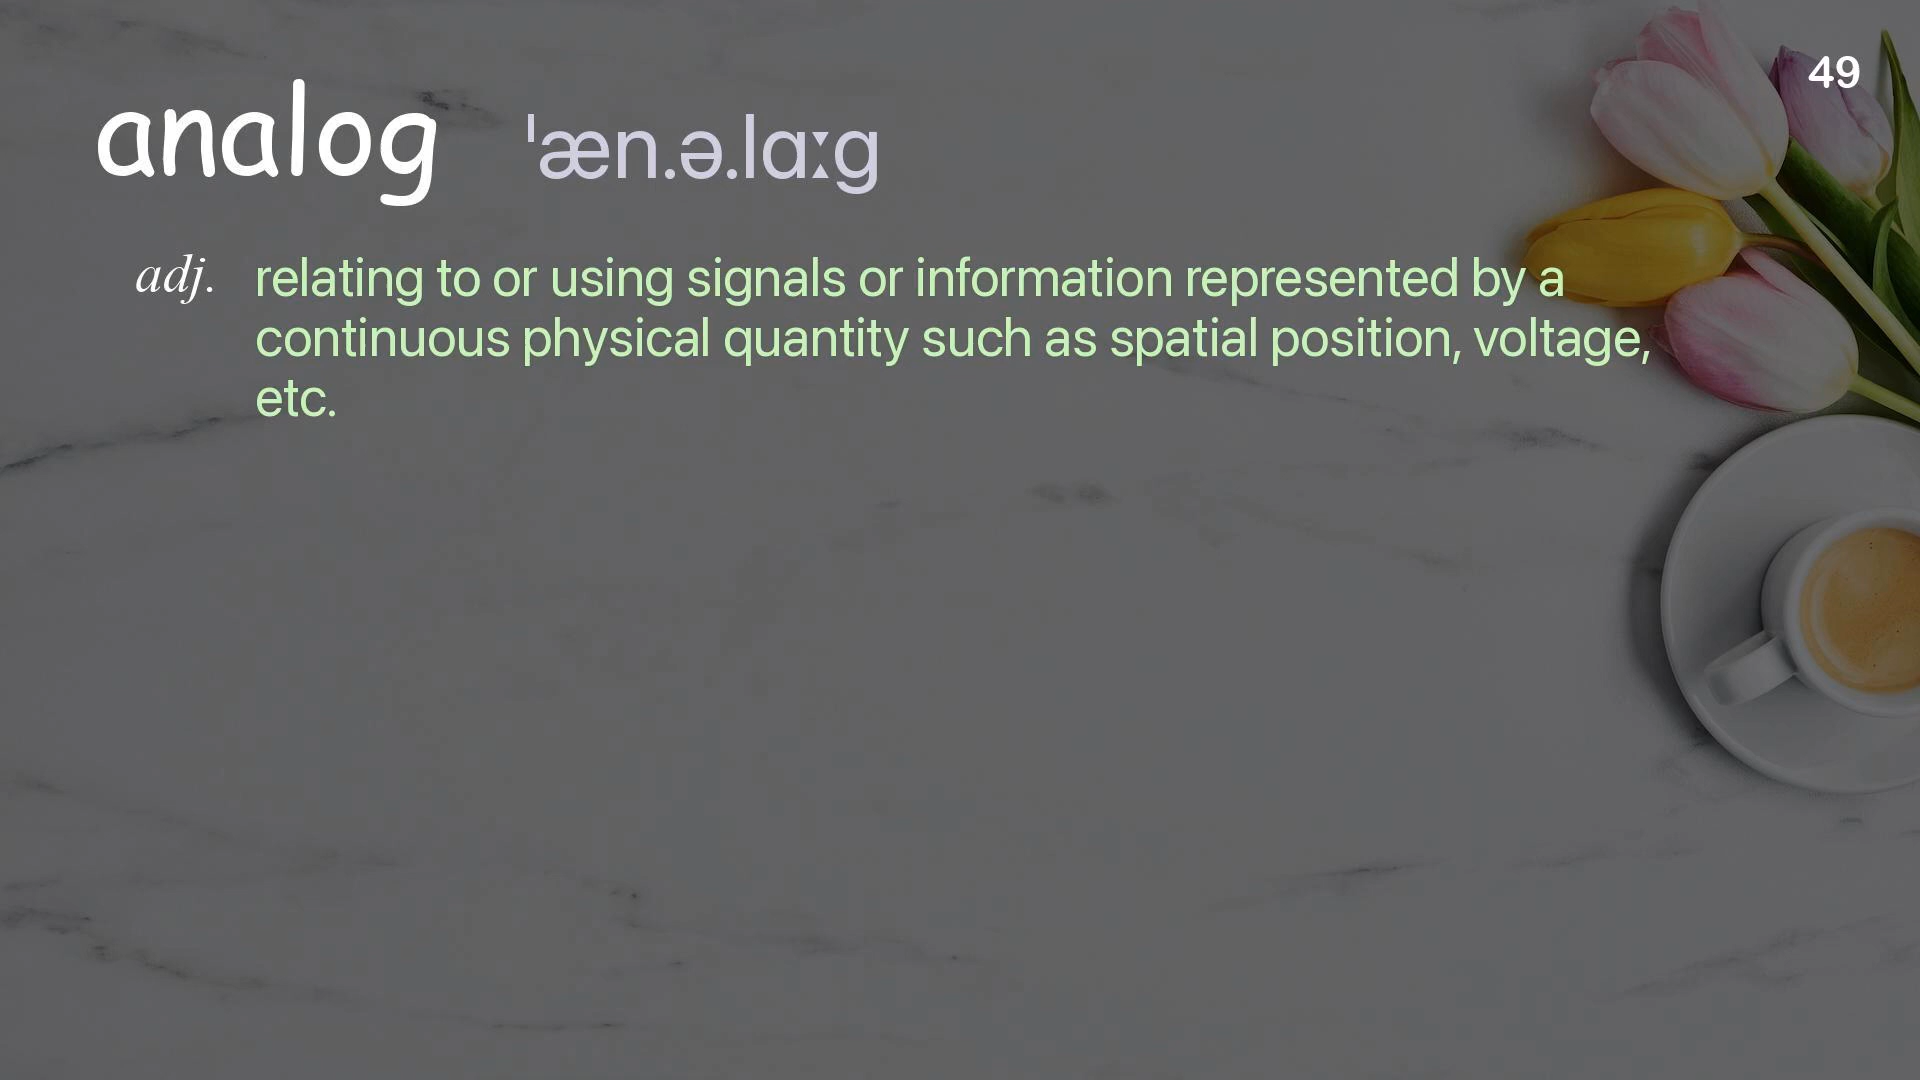 49
analog ˈæn.ə.lɑːg
adj. relating to or using signals or information represented by a
continuous physical quantity such as spatial position, voltage,
etc.